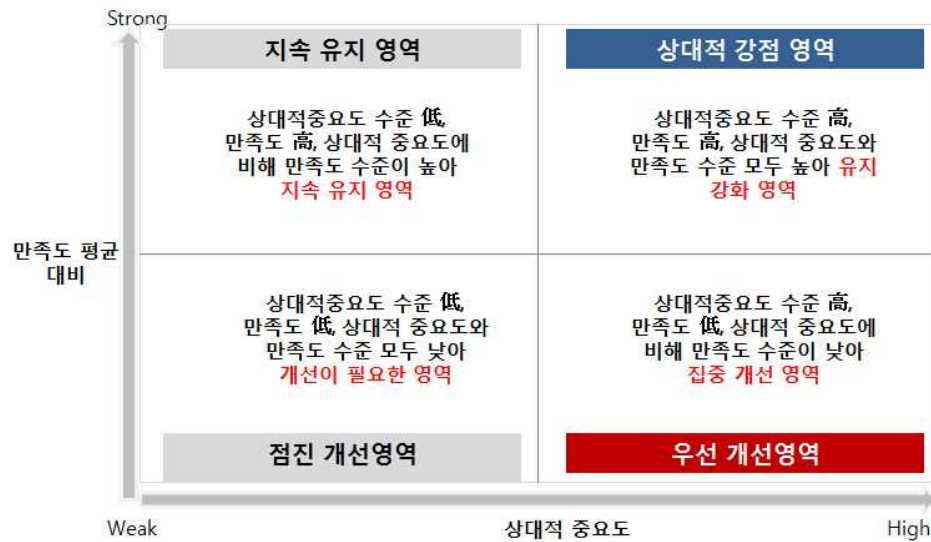 Strong
지속 유지 영역
상대적 강점 영역
상대적중요도 수준 低,
만족도 高, 상대적 중요도에
비해 만족도 수준이 높아
지속 유지 영역
상대적중요도 수준 高,
만족도 高, 상대적 중요도와
만족도 수준 모두 높아 유지
강화 영역
만족도 평균
대비
상대적중요도 수준 低,
만족도 低, 상대적 중요도와
만족도 수준 모두 낮아
개선이 필요한 영역
상대적중요도 수준 高,
만족도 低, 상대적 중요도에
비해 만족도 수준이 낮아
집중 개선 영역
점진 개선영역
우선 개선영역
Weak
상대적 중요도
High